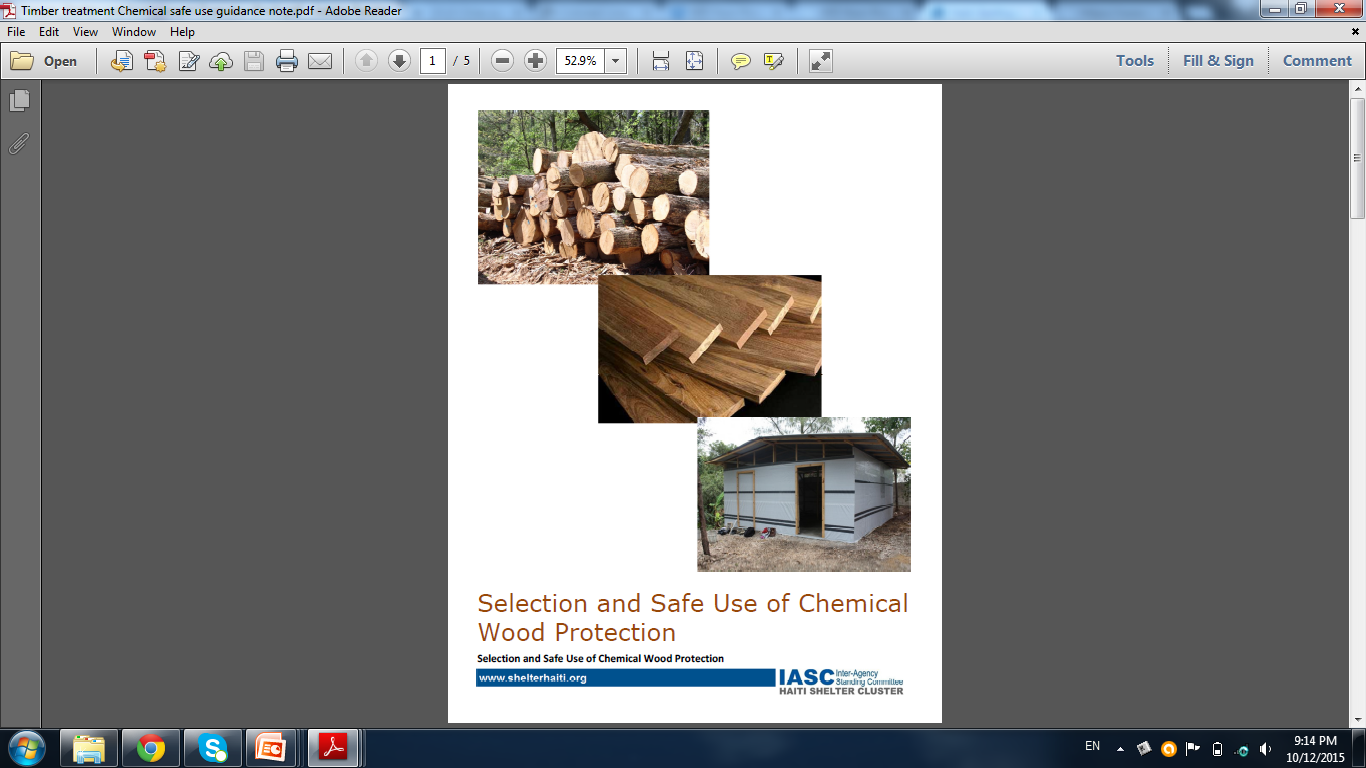 Timber treatment Chemical safe use guidance note.pdf - Adobe Reader
File Edit View Window Help
Open 1 / 5 52.9% Tools Fill & Sign Comment
Selection and Safe Use of Chemical
Wood Protection
Selection and Safe Use of Chemical Wood Protection
www.shelterhaiti.org
IASC Inter-Agency
Standing Committee
HAITI SHELTER CLUSTER
EN
9:14 PM
10/12/2015